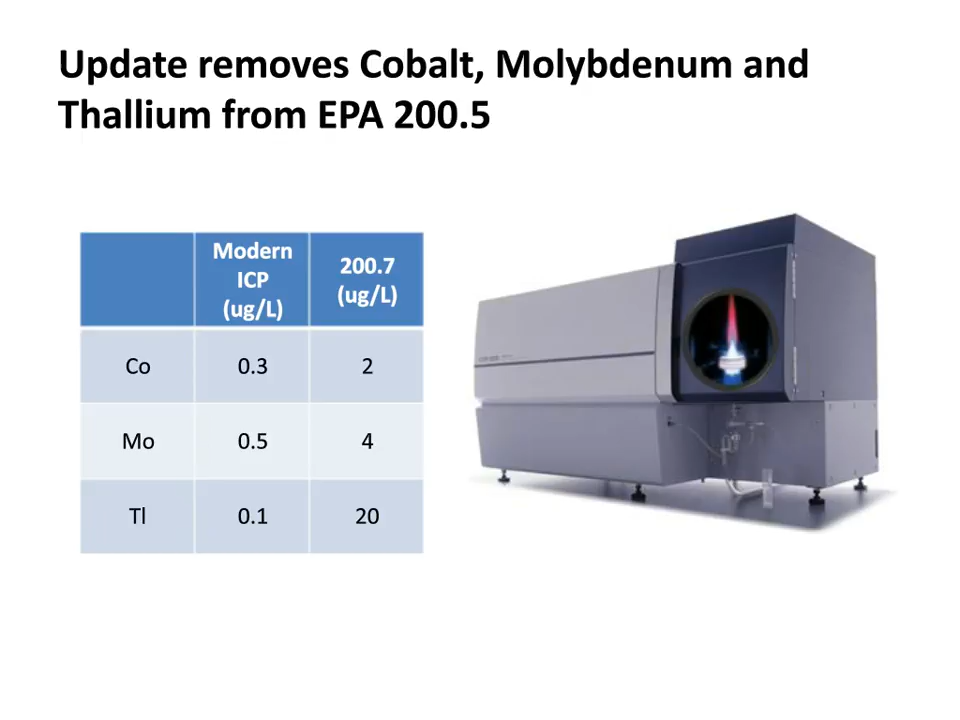 Update removes Cobalt, Molybdenum and
Thallium from EPA 200.5
Modern
ICP
(ug/L)
200.7
(ug/L)
Co 0.3 2
Mo 0.5 4
Tl 0.1 20